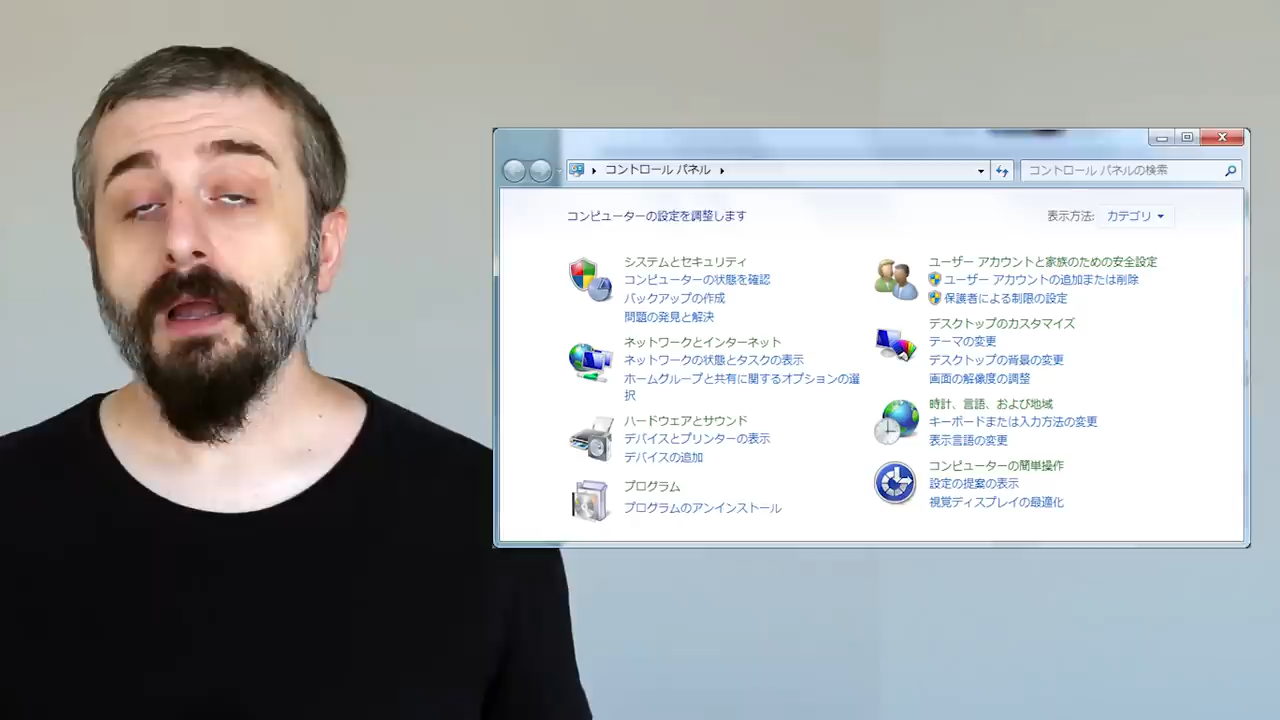 コントロール パネル
コントロール パネルの検索
コンピューターの設定を調整します
表示方法: カテゴリ
システムとセキュリティ
コンピューターの状態を確認
バックアップの作成
問題の発見と解決
ネットワークとインターネット
ネットワークの状態とタスクの表示
ホームグループと共有に関するオプションの選
択
ハードウェアとサウンド
デバイスとプリンターの表示
デバイスの追加
プログラム
プログラムのアンインストール
ユーザー アカウントと家族のための安全設定
ユーザー アカウントの追加または削除
保護者による制限の設定
デスクトップのカスタマイズ
テーマの変更
デスクトップの背景の変更
画面の解像度の調整
時計、言語、および地域
キーボードまたは入力方法の変更
表示言語の変更
コンピューターの簡単操作
設定の提案の表示
視覚ディスプレイの最適化